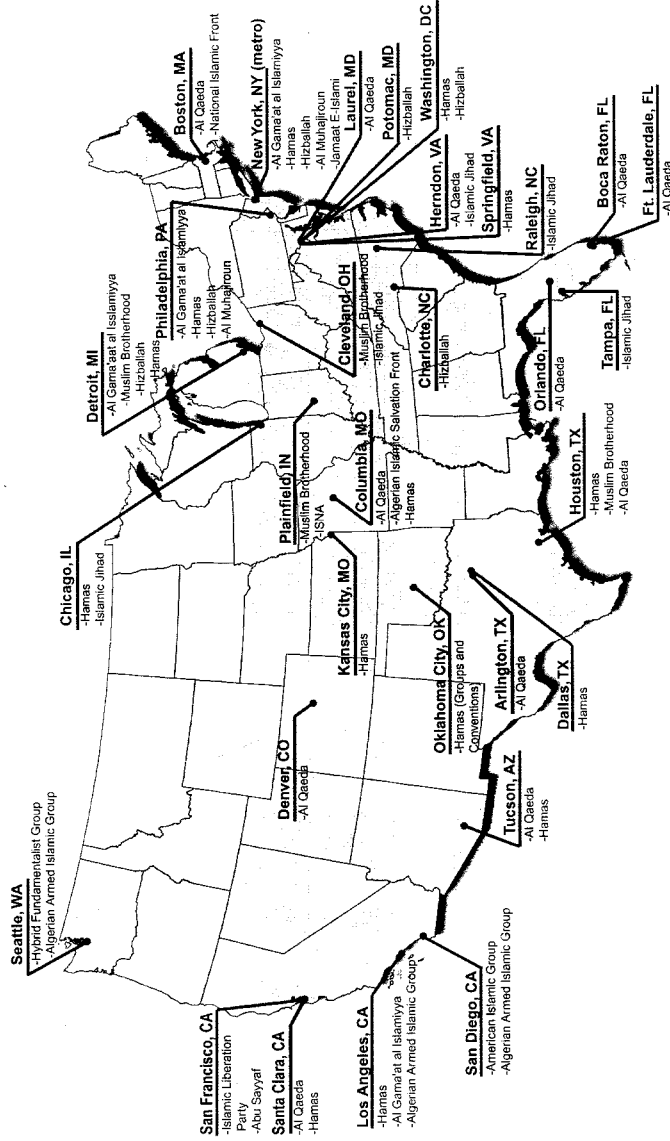 Seattle, WA
-Hybrid Fundamentalist Group
-Algerian Armed Islamic Group
San Francisco, CA
-Islamic Liberation
Party
-Abu Sayyaf
Santa Clara, CA
-Al Qaeda
-Hamas
Los Angeles, CA
-Hamas
-Al Gama'at al Islamiyya
-Algerian Armed Islamic Group
San Diego, CA
-American Islamic Group
-Algerian Armed Islamic Group
Tucson, AZ
-Al Qaeda
-Hamas
Denver, CO
-Al Qaeda
Oklahoma City, OK
-Hamas (Groups and
Conventions)
Arlington, TX
-Al Qaeda
Dallas, TX
-Hamas
Houston, TX
-Hamas
-Muslim Brotherhood
-Al Qaeda
Kansas City, MO
-Hamas
Columbia, MO
-Al Qaeda
-Algerian Islamic Salvation Front
-Hamas
Plainfield, IN
-Muslim Brotherhood
-ISNA
Chicago, IL
-Hamas
-Islamic Jihad
Detroit, MI
-Al Gama'aat al Isslamiyya
-Muslim Brotherhood
-Hizballah
-Hamas
Cleveland, OH
-Muslim Brotherhood
-Islamic Jihad
Philadelphia, PA
-Al Gama'at al Islamiyya
-Hamas
-Hizballah
-Al Muhajiroun
Boston, MA
-Al Qaeda
-National Islamic Front
New York, NY (metro)
-Al Gama'at al Islamiyya
-Hamas
-Hizballah
-Al Muhajiroun
-Jamaat E-Islami
Laurel, MD
-Al Qaeda
Potomac, MD
-Hizballah
Washington, DC
-Hamas
-Hizballah
Herndon, VA
-Al Qaeda
-Islamic Jihad
Springfield, VA
-Hamas
Raleigh, NC
-Islamic Jihad
Charlotte, NC
-Hizballah
Orlando, FL
-Al Qaeda
Tampa, FL
-Islamic Jihad
Boca Raton, FL
-Al Qaeda
Ft. Lauderdale, FL
-Al Qaeda